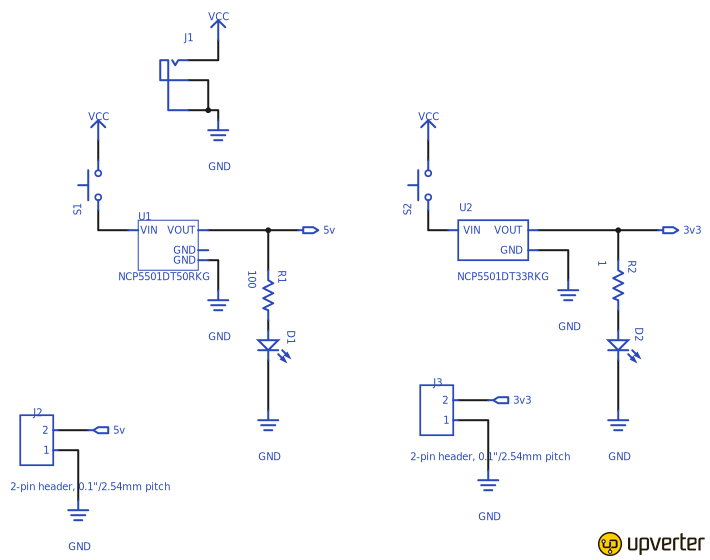 VCC
J1
GND
VCC
S1
U1
VIN
VOUT
GND
GND
NCP5501DT50RKG
5v
GND
R1
100
D1
GND
VCC
S2
U2
VIN
VOUT
GND
NCP5501DT33RKG
3v3
GND
R2
1
D2
GND
J2
2
1
5v
2-pin header, 0.1"/2.54mm pitch
GND
J3
2
1
3v3
2-pin header, 0.1"/2.54mm pitch
GND
upverter